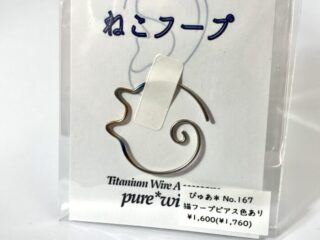 ねこフープ
Titanium Wire A
pure*wi
ぴゅあ* No.167
猫フープピアス色あり
¥1,600(¥1,760)